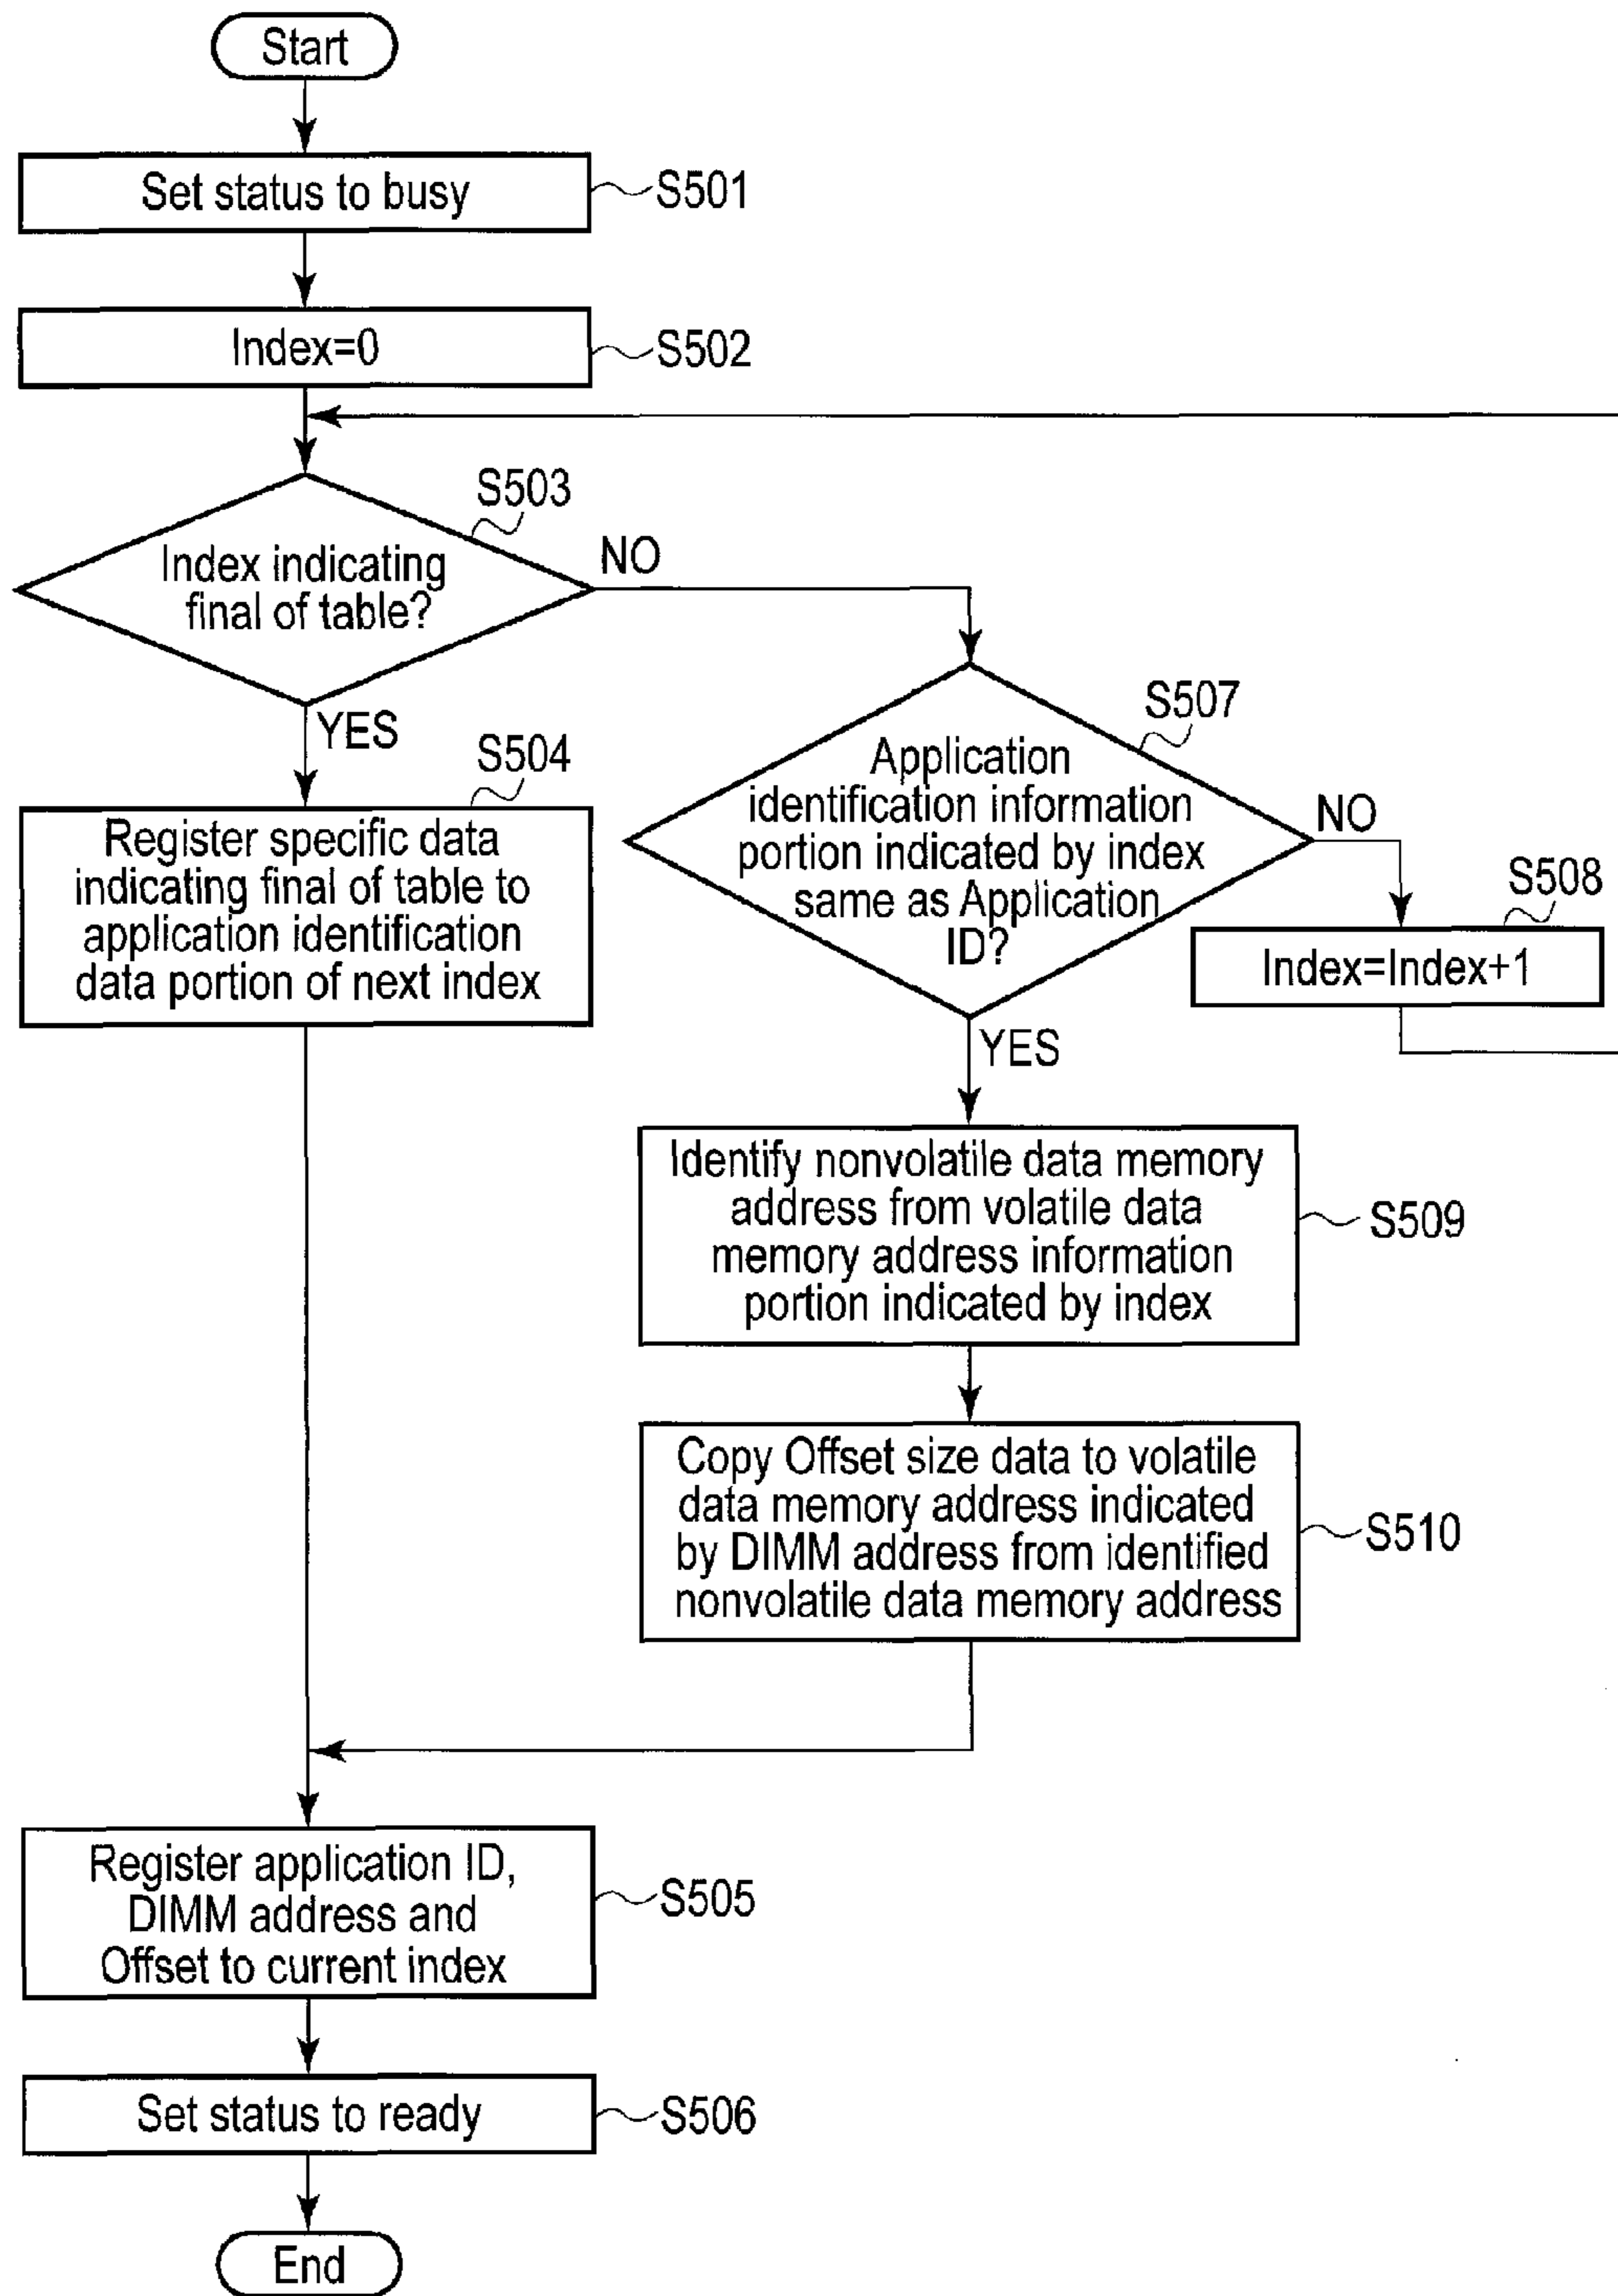 Start
Set status to busy
S501
Index=0
S502
S503
Index indicating
final of table?
NO
YES
S504
Register specific data
indicating final of table to
application identification
data portion of next index
S507
Application
identification information
portion indicated by index
same as Application
ID?
NO
S508
Index=Index+1
YES
Identify nonvolatile data memory
address from volatile data
memory address information
portion indicated by index
S509
Copy Offset size data to volatile
data memory address indicated
by DIMM address from identified
nonvolatile data memory address
S510
Register application ID,
DIMM address and
Offset to current index
S505
Set status to ready
S506
End